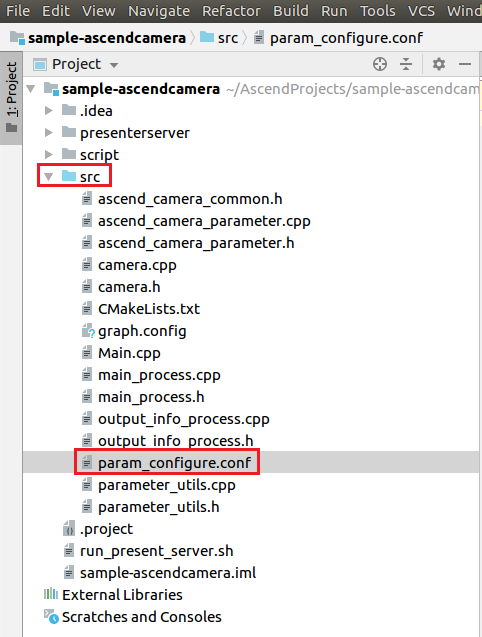 File Edit View Navigate Refactor Build Run Tools VCS Wind
sample-ascendcamera src param_configure.conf
1: Project
Project
sample-ascendcamera ~/AscendProjects/sample-ascendcam
.idea
presenterserver
script
src
ascend_camera_common.h
ascend_camera_parameter.cpp
ascend_camera_parameter.h
camera.cpp
camera.h
CMakeLists.txt
graph.config
Main.cpp
main_process.cpp
main_process.h
output_info_process.cpp
output_info_process.h
param_configure.conf
parameter_utils.cpp
parameter_utils.h
.project
run_present_server.sh
sample-ascendcamera.iml
External Libraries
Scratches and Consoles